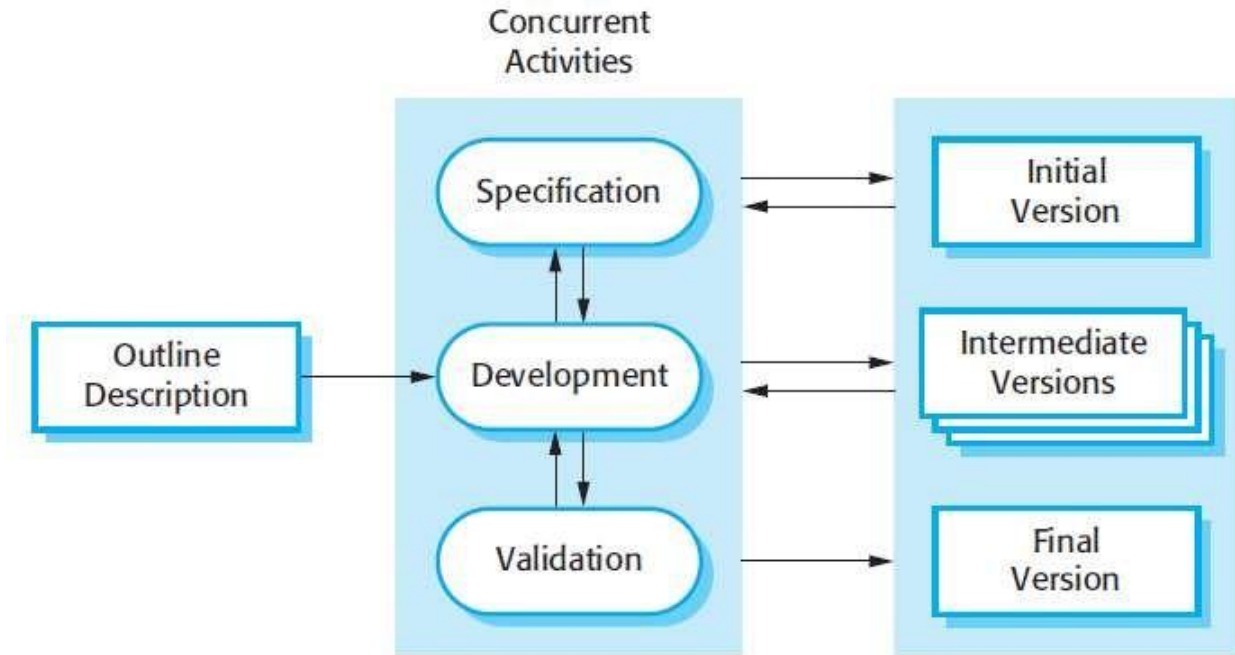 Concurrent
Activities
Specification
Initial
Version
Outline
Description
Development
Intermediate
Versions
Validation
Final
Version